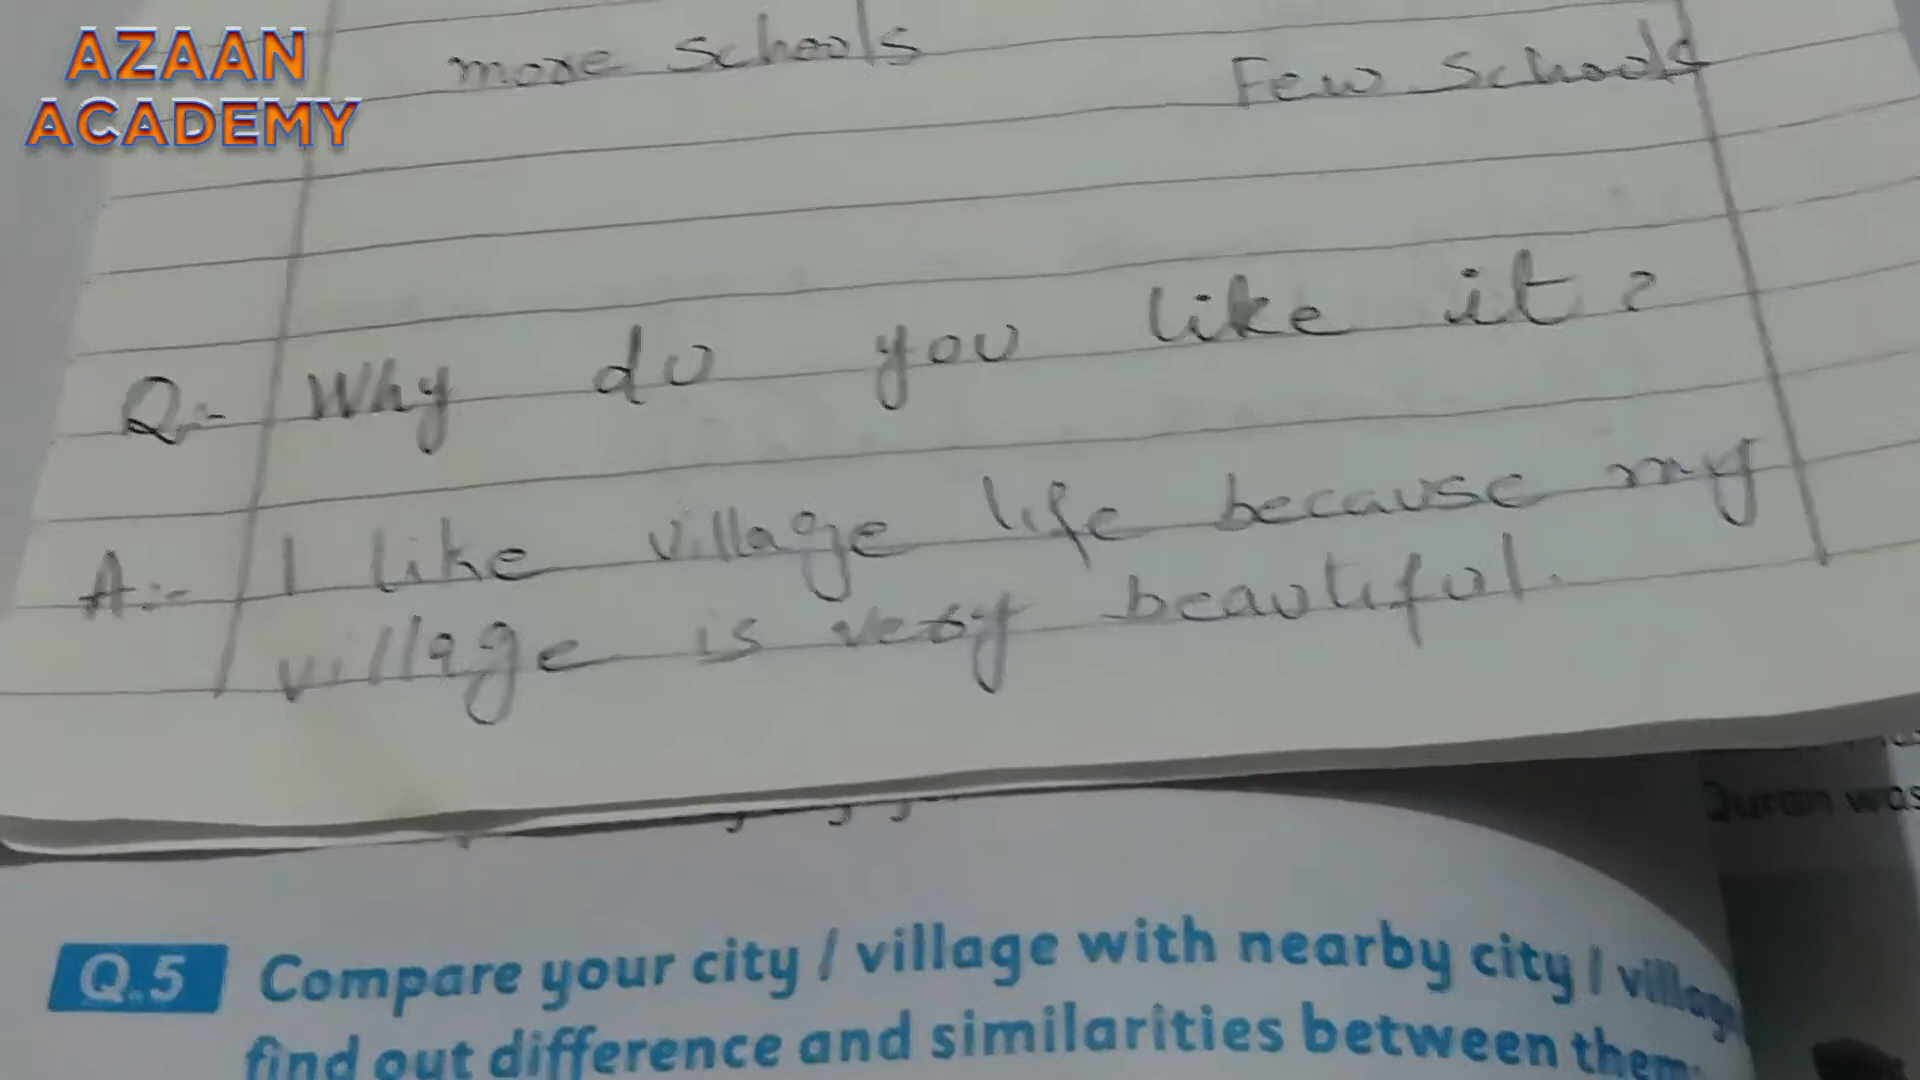 AZAAN
ACADEMY
more Schools Few Schools
Q:- Why do you like it?
A:- I like village life because my
village is very beautiful.
Quran was
Q.5 Compare your city / village with nearby city / village
find out difference and similarities between them